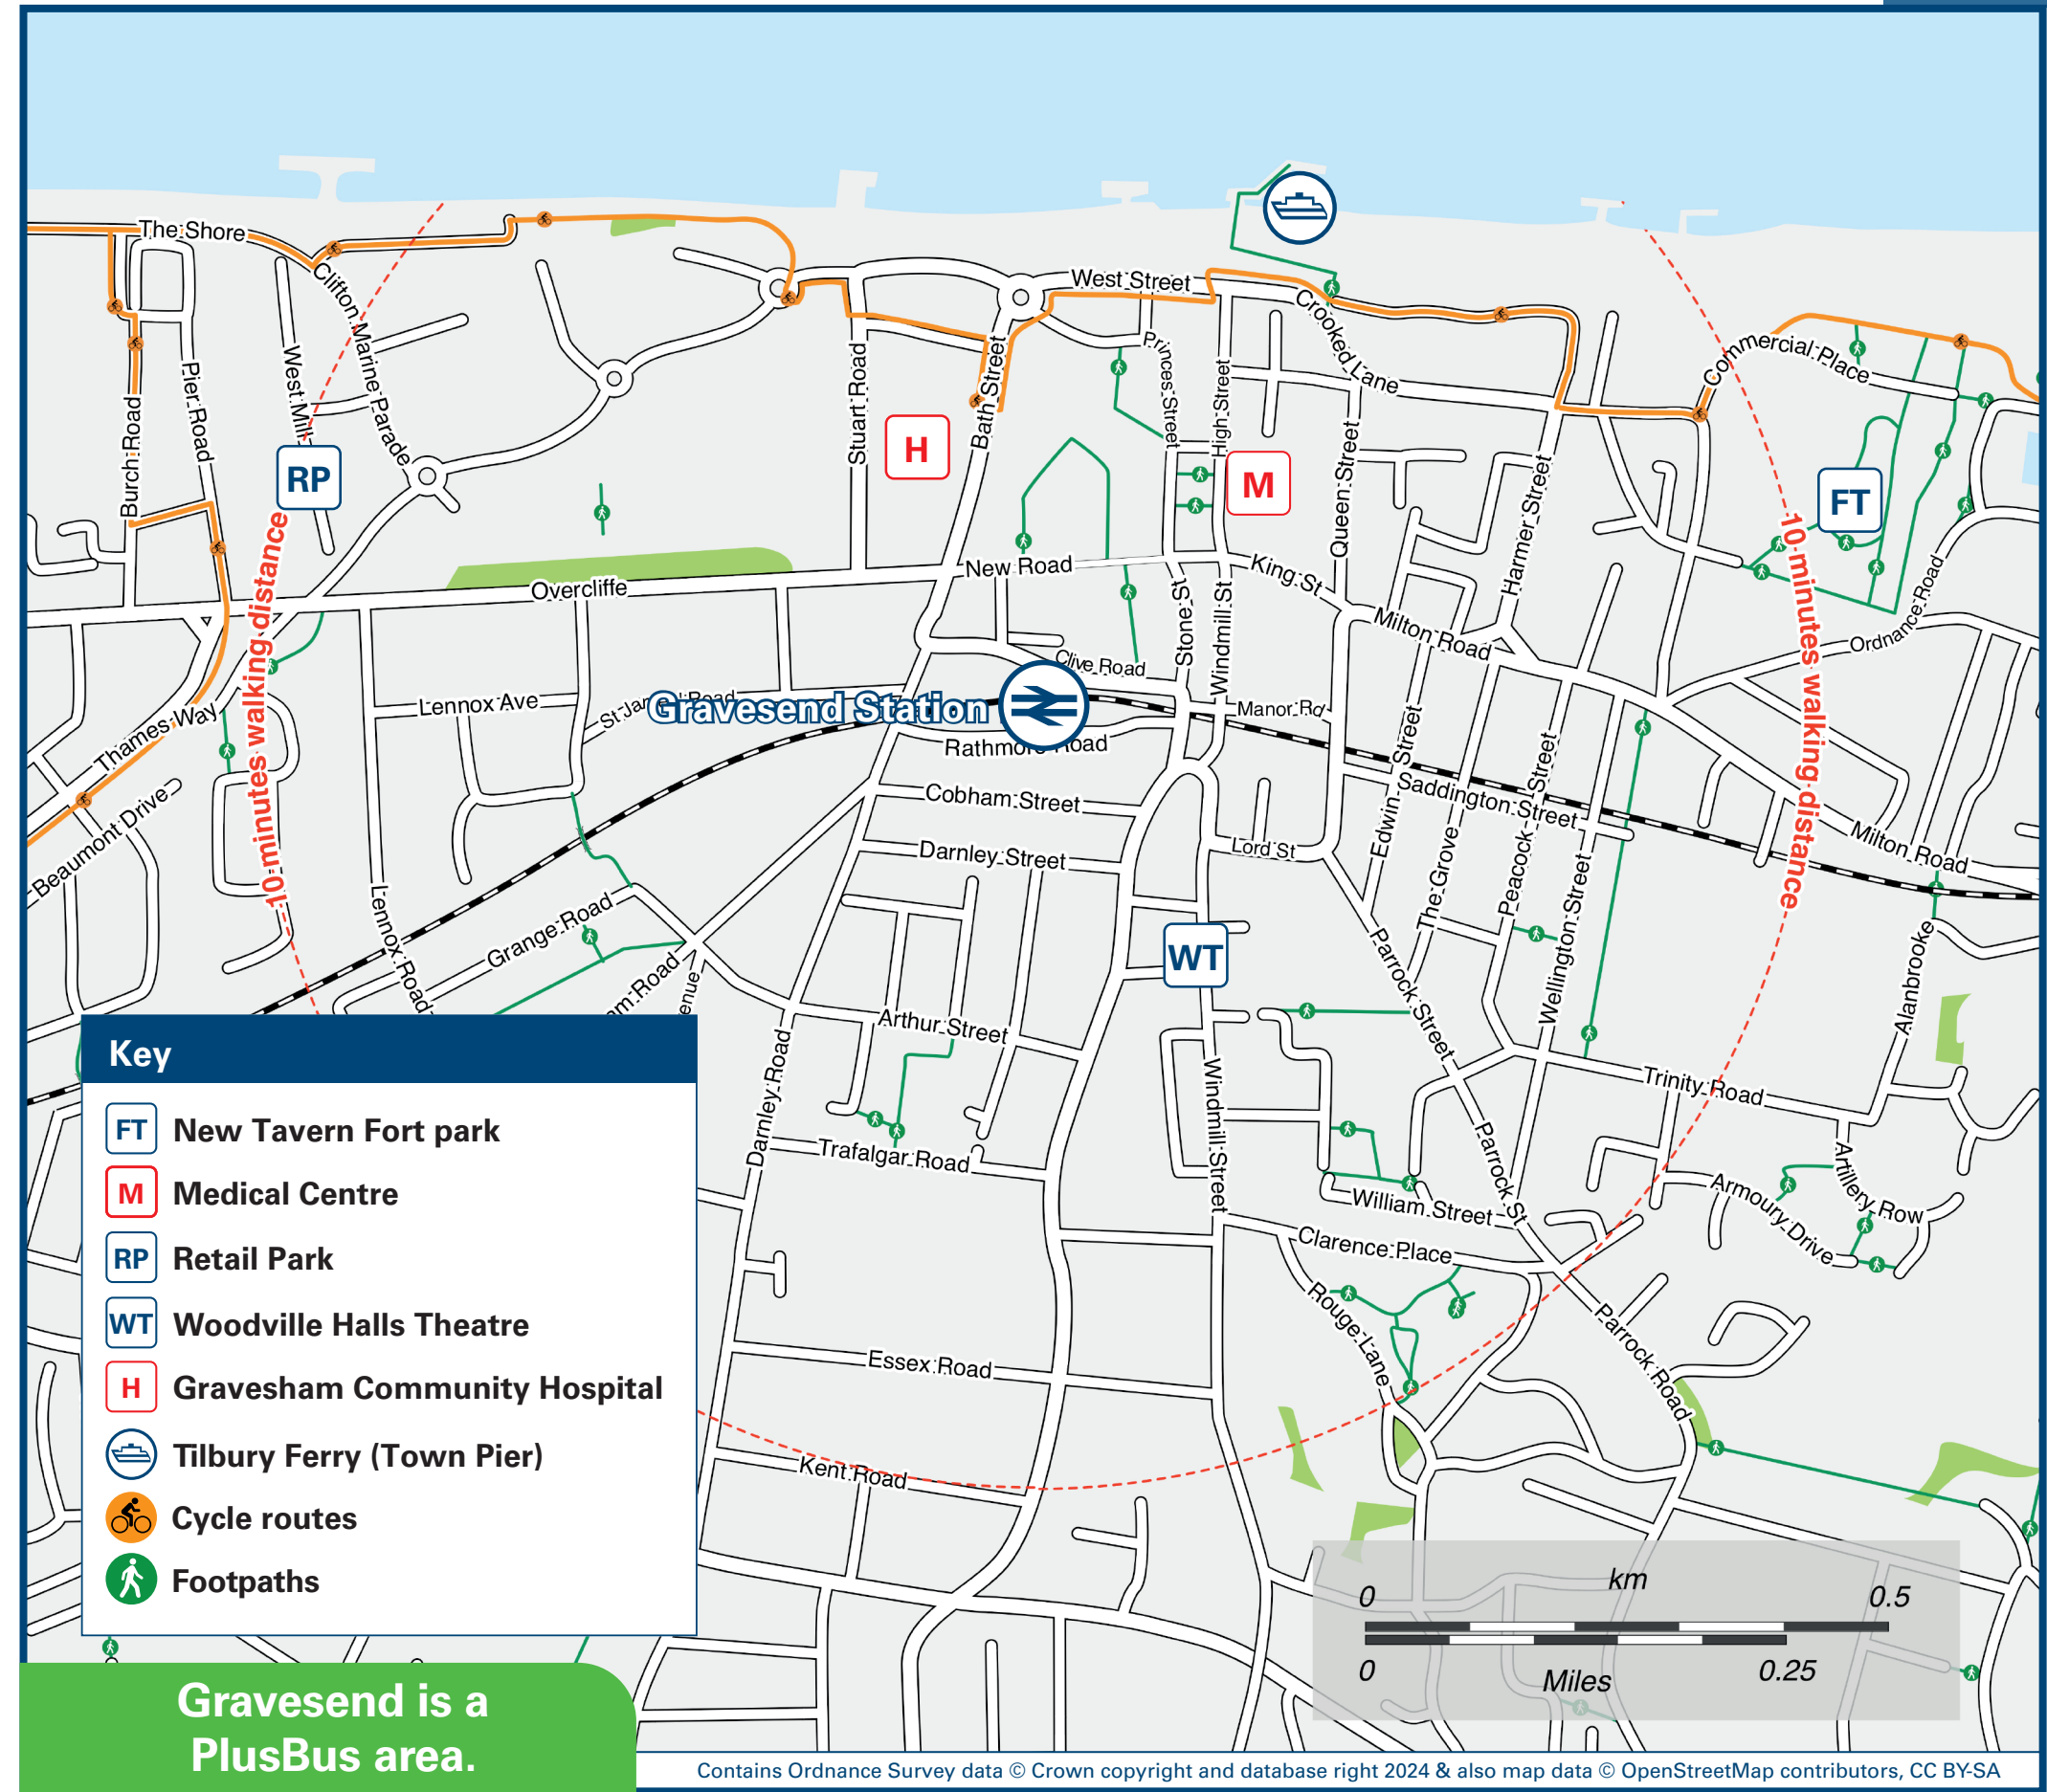 The Shore
Clifton Marine Parade
West Mill
Pier Road
Burch Road
RP
10 minutes walking distance
Stuart Road
H
Bath Street
West Street
Princes Street
High Street
M
Crooked Lane
Queen Street
Harmer Street
Commercial Place
FT
10 minutes walking distance
Ordnance Road
Overcliffe
New Road
King St
Milton Road
Stone St
Windmill St
Clive Road
Lennox Ave
Gravesend Station
Manor Rd
Rathmore Road
Thames Way
Beaumont Drive
Cobham Street
Darnley Street
Lord St
Edwin Street
Saddington Street
The Grove
Peacock Street
Wellington Street
Milton Road
Lennox Road
Grange Road
am Road
enue
WT
Parrock Street
Alanbrooke
Arthur Street
Darnley Road
Trafalgar Road
Windmill Street
Trinity Road
Parrock St
William Street
Artillery Row
Armoury Drive
Clarence Place
Rouge Lane
Parrock Road
Essex Road
Kent Road
Key
FT New Tavern Fort park
M Medical Centre
RP Retail Park
WT Woodville Halls Theatre
H Gravesham Community Hospital
Tilbury Ferry (Town Pier)
Cycle routes
Footpaths
km
0 0.5
0 Miles 0.25
Gravesend is a
PlusBus area.
Contains Ordnance Survey data © Crown copyright and database right 2024 & also map data © OpenStreetMap contributors, CC BY-SA